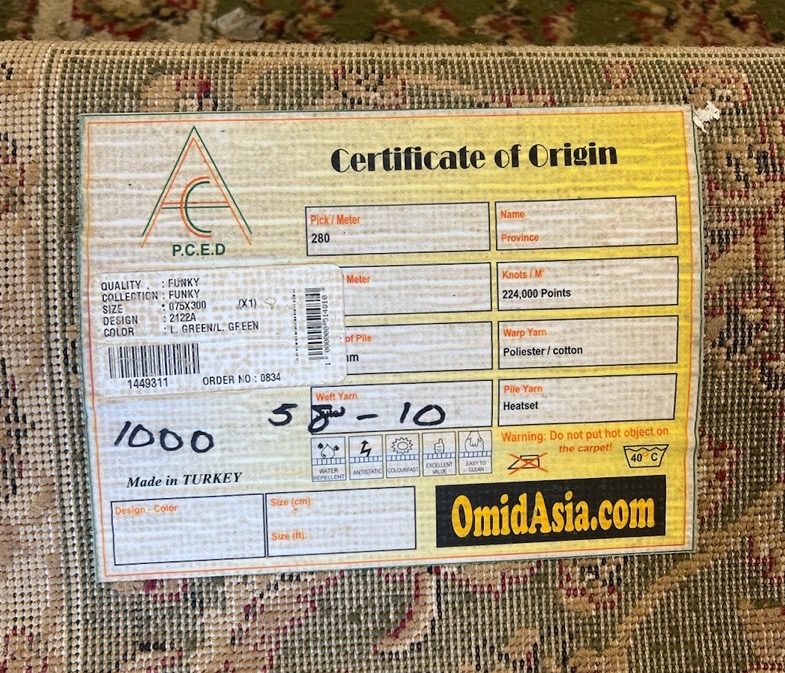 Certificate of Origin
P.C.E.D
Pick / Meter
280
Name
Province
Meter
Knots / M²
224,000 Points
of Pile
Warp Yarn
Poliester / cotton
Weft Yarn
Pile Yarn
Heatset
QUALITY : FUNKY
COLLECTION : FUNKY
SIZE : 075X300 (X1)
DESIGN : 2122A
COLOR : L. GREEN/L. GREEN
1449311
ORDER NO : 0834
1000
- 10
WATER REPELLENT
ANTISTATIC
COLOURFAST
EXCELLENT VALUE
EASY TO CLEAN
Warning: Do not put hot object on
the carpet!
40 C
Made in TURKEY
Design - Color
Size (cm):
Size (ft):
OmidAsia.com